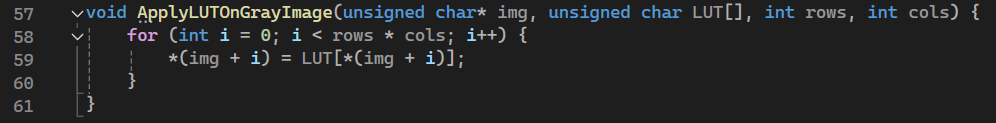 57 void ApplyLUTOnGrayImage(unsigned char* img, unsigned char LUT[], int rows, int cols) {
58     for (int i = 0; i < rows * cols; i++) {
59         *(img + i) = LUT[*(img + i)];
60     }
61 }